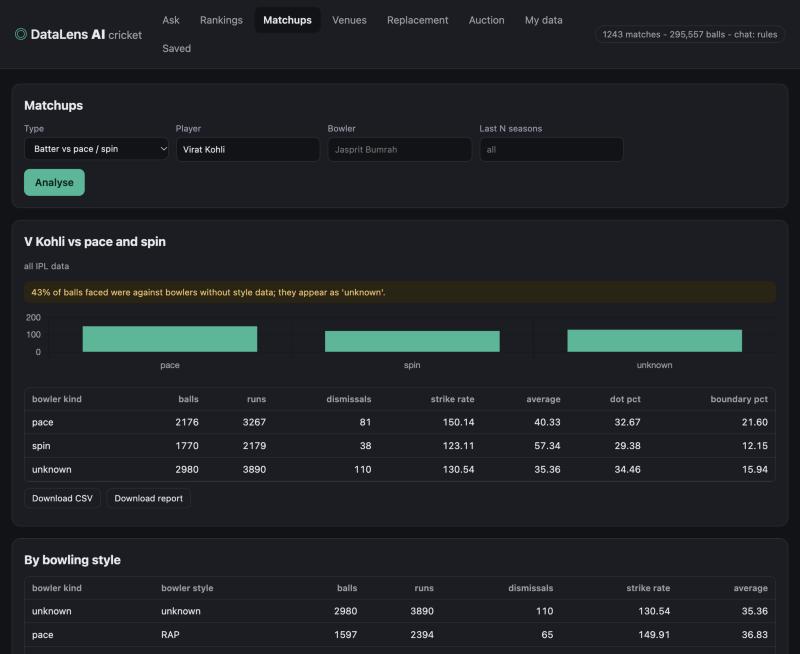 DataLens AI cricket
Ask Rankings Matchups Venues Replacement Auction My data
Saved
1243 matches - 295,557 balls - chat: rules
Matchups
Type Player Bowler Last N seasons
Batter vs pace / spin Virat Kohli Jasprit Bumrah all
Analyse
V Kohli vs pace and spin
all IPL data
43% of balls faced were against bowlers without style data; they appear as 'unknown'.
200
100
0
pace spin unknown
bowler kind balls runs dismissals strike rate average dot pct boundary pct
pace 2176 3267 81 150.14 40.33 32.67 21.60
spin 1770 2179 38 123.11 57.34 29.38 12.15
unknown 2980 3890 110 130.54 35.36 34.46 15.94
Download CSV Download report
By bowling style
bowler kind bowler style balls runs dismissals strike rate average
unknown unknown 2980 3890 110 130.54 35.36
pace RAP 1597 2394 65 149.91 36.83